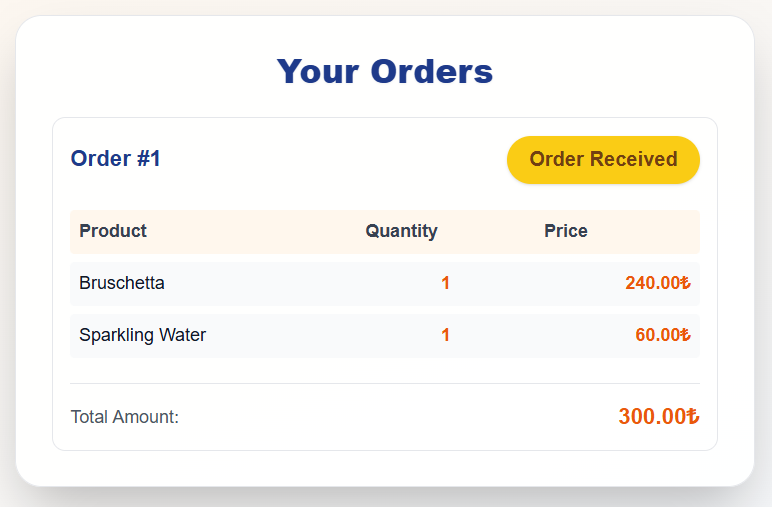 Your Orders
Order #1 Order Received
Product Quantity Price
Bruschetta 1 240.00₺
Sparkling Water 1 60.00₺
Total Amount: 300.00₺